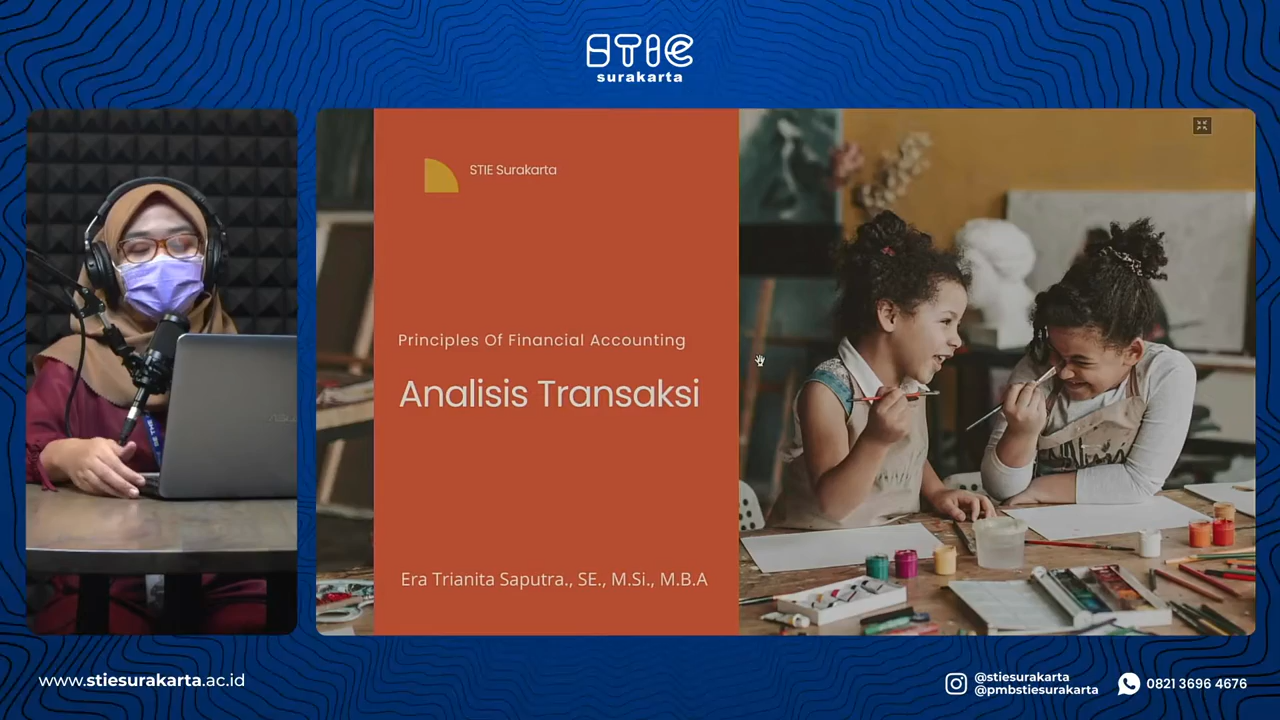 STIE
surakarta
STIE Surakarta
Principles Of Financial Accounting
Analisis Transaksi
Era Trianita Saputra., SE., M.Si., M.B.A
www.stiesurakarta.ac.id
@stiesurakarta
@pmbstiesurakarta
0821 3696 4676